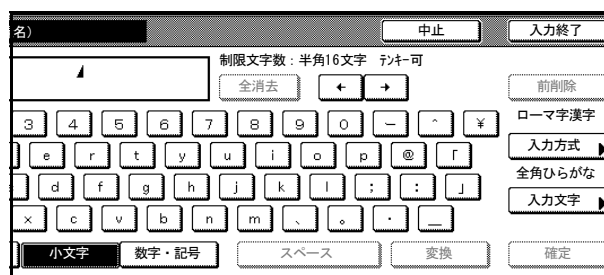 名) 中止 入力終了
制限文字数:半角16文字 テンキー可
全消去 ← → 前削除
3 4 5 6 7 8 9 0 ー ^ ¥ ローマ字漢字
e r t y u i o p @ 「 入力方式
全角ひらがな
d f g h j k l ; : 」 入力文字
x c v b n m 、 。 ・ __
小文字 数字・記号 スペース 変換 確定